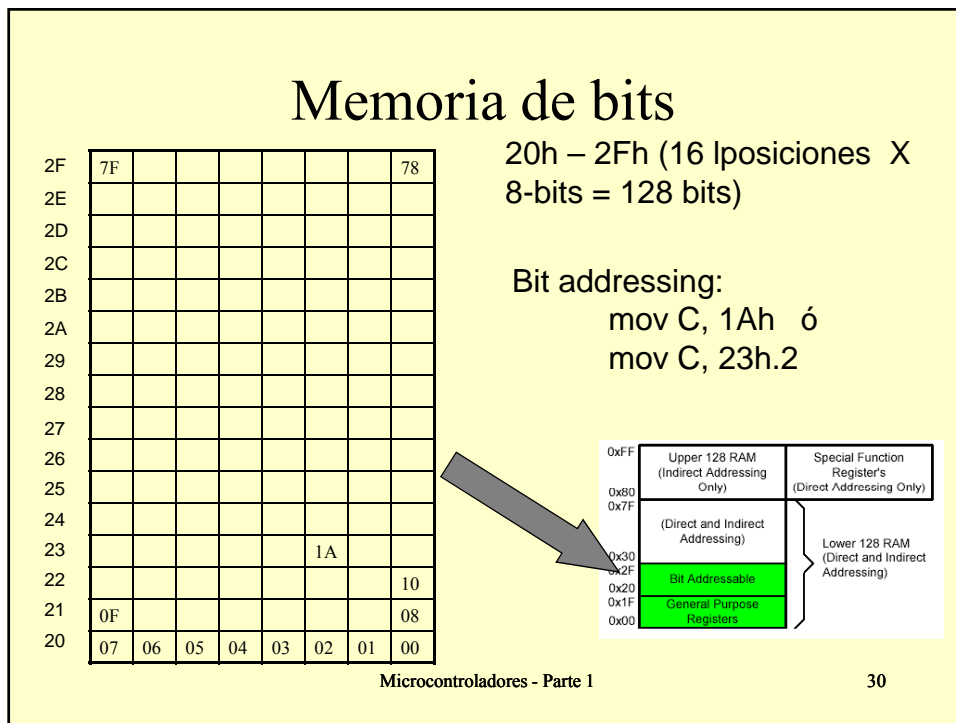 Memoria de bits
20h – 2Fh (16 lposiciones X
8-bits = 128 bits)
Bit addressing:
mov C, 1Ah ó
mov C, 23h.2
2F 7F 78
2E
2D
2C
2B
2A
29
28
27
26
25
24
23 1A
22 10
21 0F 08
20 07 06 05 04 03 02 01 00
0xFF
Upper 128 RAM
(Indirect Addressing
Only)
0x80
Special Function
Register's
(Direct Addressing Only)
0x7F
(Direct and Indirect
Addressing)
0x30
0x2F
Bit Addressable
0x20
0x1F
General Purpose
Registers
0x00
Lower 128 RAM
(Direct and Indirect
Addressing)
Microcontroladores - Parte 1 30